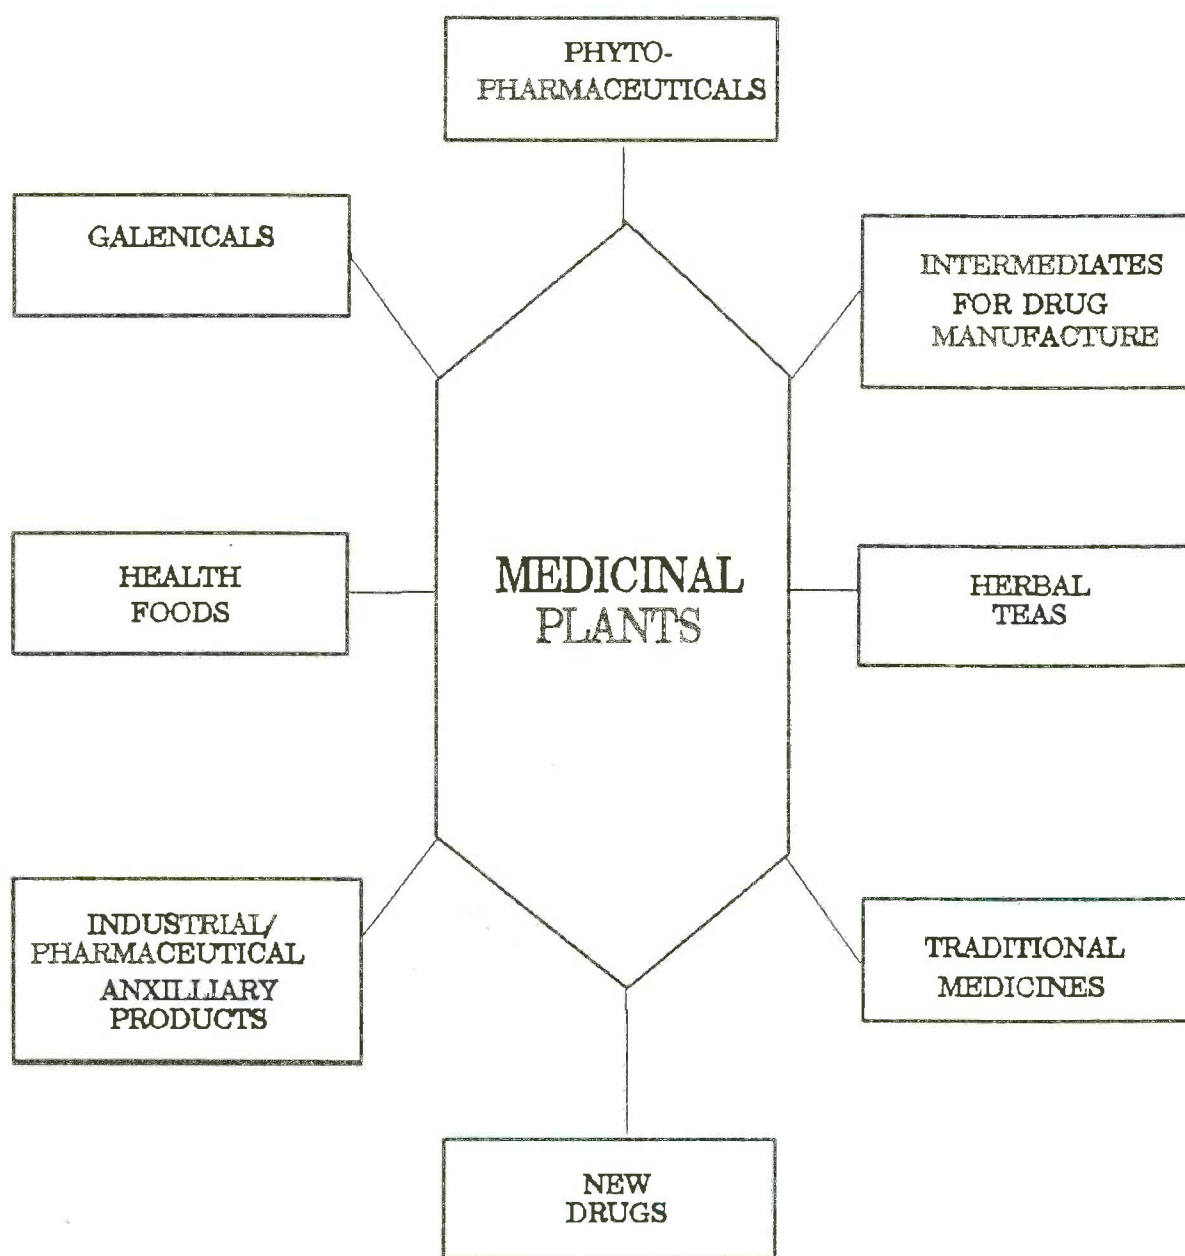 PHYTO-
PHARMACEUTICALS
GALENICALS
INTERMEDIATES
FOR DRUG
MANUFACTURE
HEALTH
FOODS
MEDICINAL
PLANTS
HERBAL
TEAS
INDUSTRIAL/
PHARMACEUTICAL
ANXILLIARY
PRODUCTS
TRADITIONAL
MEDICINES
NEW
DRUGS